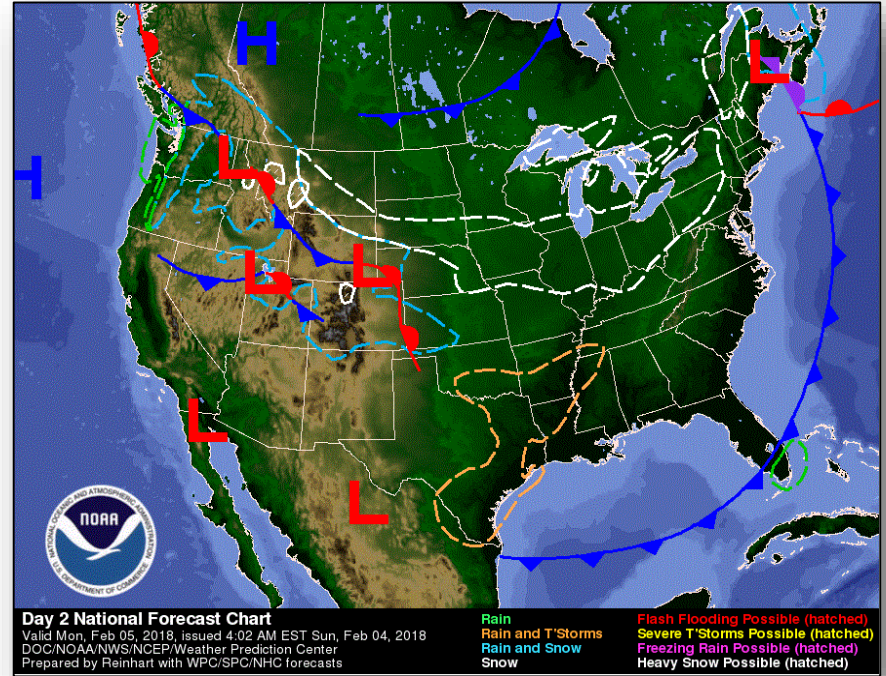 H
H
L
L
L
L
L
L
NATIONAL OCEANIC AND ATMOSPHERIC ADMINISTRATION
NOAA
U.S. DEPARTMENT OF COMMERCE
Day 2 National Forecast Chart
Valid Mon, Feb 05, 2018, issued 4:02 AM EST Sun, Feb 04, 2018
DOC/NOAA/NWS/NCEP/Weather Prediction Center
Prepared by Reinhart with WPC/SPC/NHC forecasts
Rain
Rain and T'Storms
Rain and Snow
Snow
Flash Flooding Possible (hatched)
Severe T'Storms Possible (hatched)
Freezing Rain Possible (hatched)
Heavy Snow Possible (hatched)